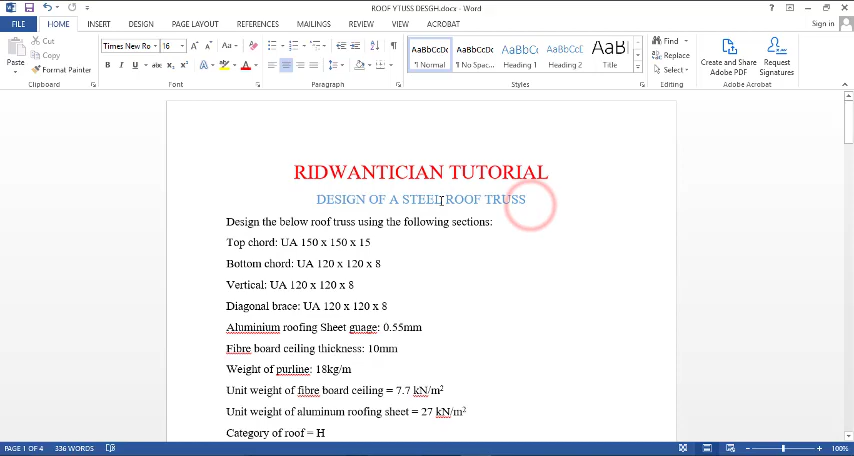 ROOF YTUSS DESGH.docx - Word
FILE HOME INSERT DESIGN PAGE LAYOUT REFERENCES MAILINGS REVIEW VIEW ACROBAT Sign in
Paste
Cut
Copy
Format Painter
Clipboard
Times New Ro 16
Font
Paragraph
AaBbCcDc AaBbCcDc AaBbCc AaBbCc AaB
¶ Normal ¶ No Spac... Heading 1 Heading 2 Title
Styles
Find
Replace
Select
Editing
Create and Share Adobe PDF
Request Signatures
Adobe Acrobat
RIDWANTICIAN TUTORIAL
DESIGN OF A STEEL ROOF TRUSS
Design the below roof truss using the following sections:
Top chord: UA 150 x 150 x 15
Bottom chord: UA 120 x 120 x 8
Vertical: UA 120 x 120 x 8
Diagonal brace: UA 120 x 120 x 8
Aluminium roofing Sheet guage: 0.55mm
Fibre board ceiling thickness: 10mm
Weight of purline: 18kg/m
Unit weight of fibre board ceiling = 7.7 kN/m²
Unit weight of aluminum roofing sheet = 27 kN/m²
Category of roof = H
PAGE 1 OF 4 336 WORDS 100%